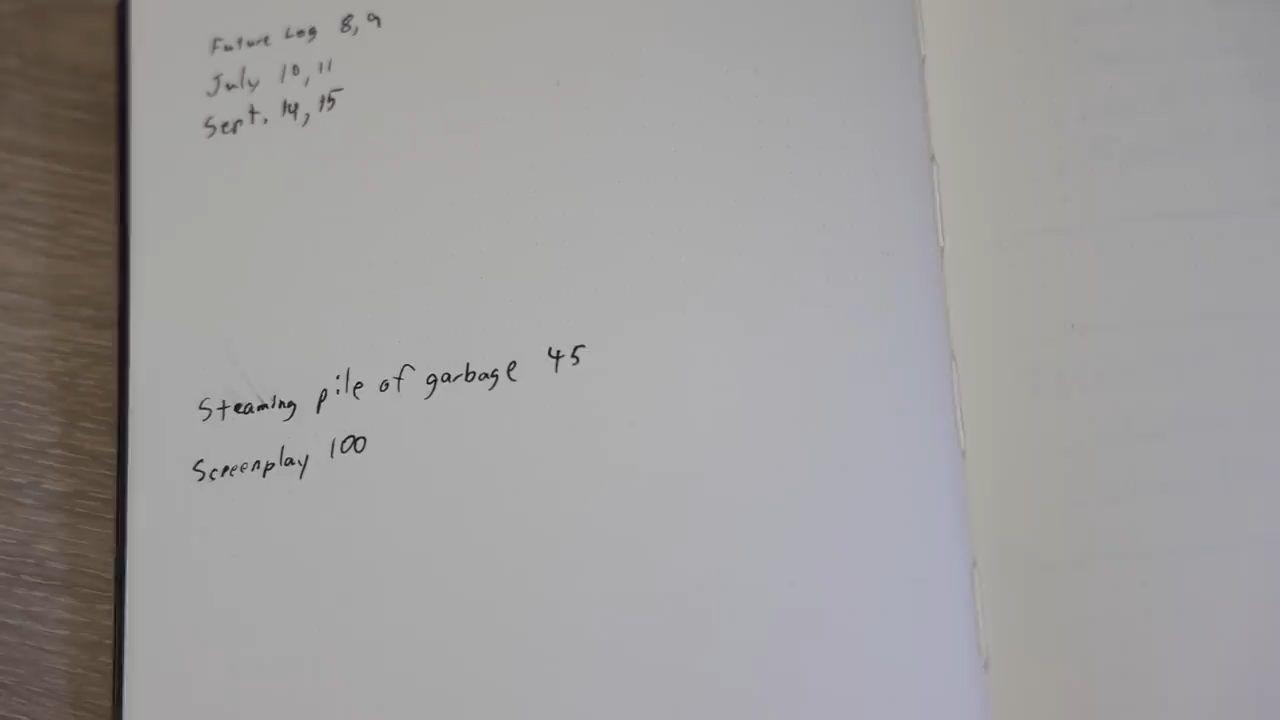 Future Log 8, 9
July 10, 11
Sept. 14, 15
Steaming pile of garbage 45
Screenplay 100